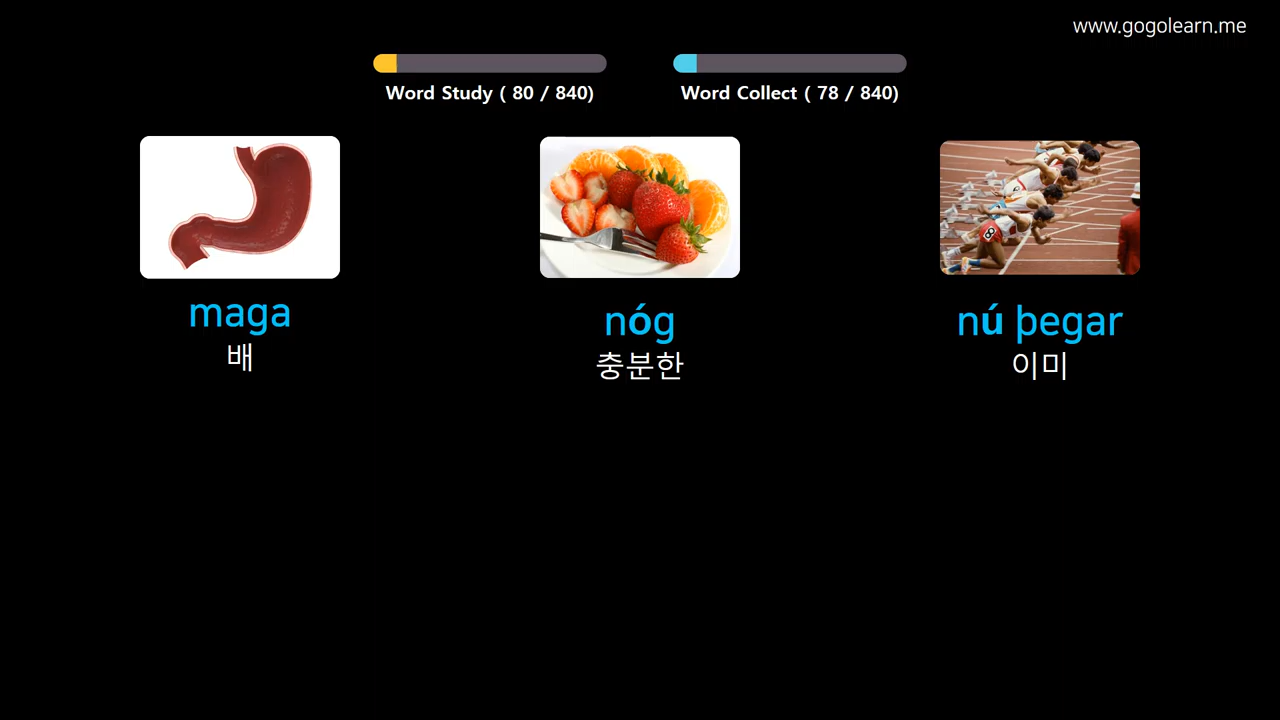 www.gogolearn.me
Word Study ( 80 / 840)
Word Collect ( 78 / 840)
maga
배
nóg
충분한
nú þegar
이미